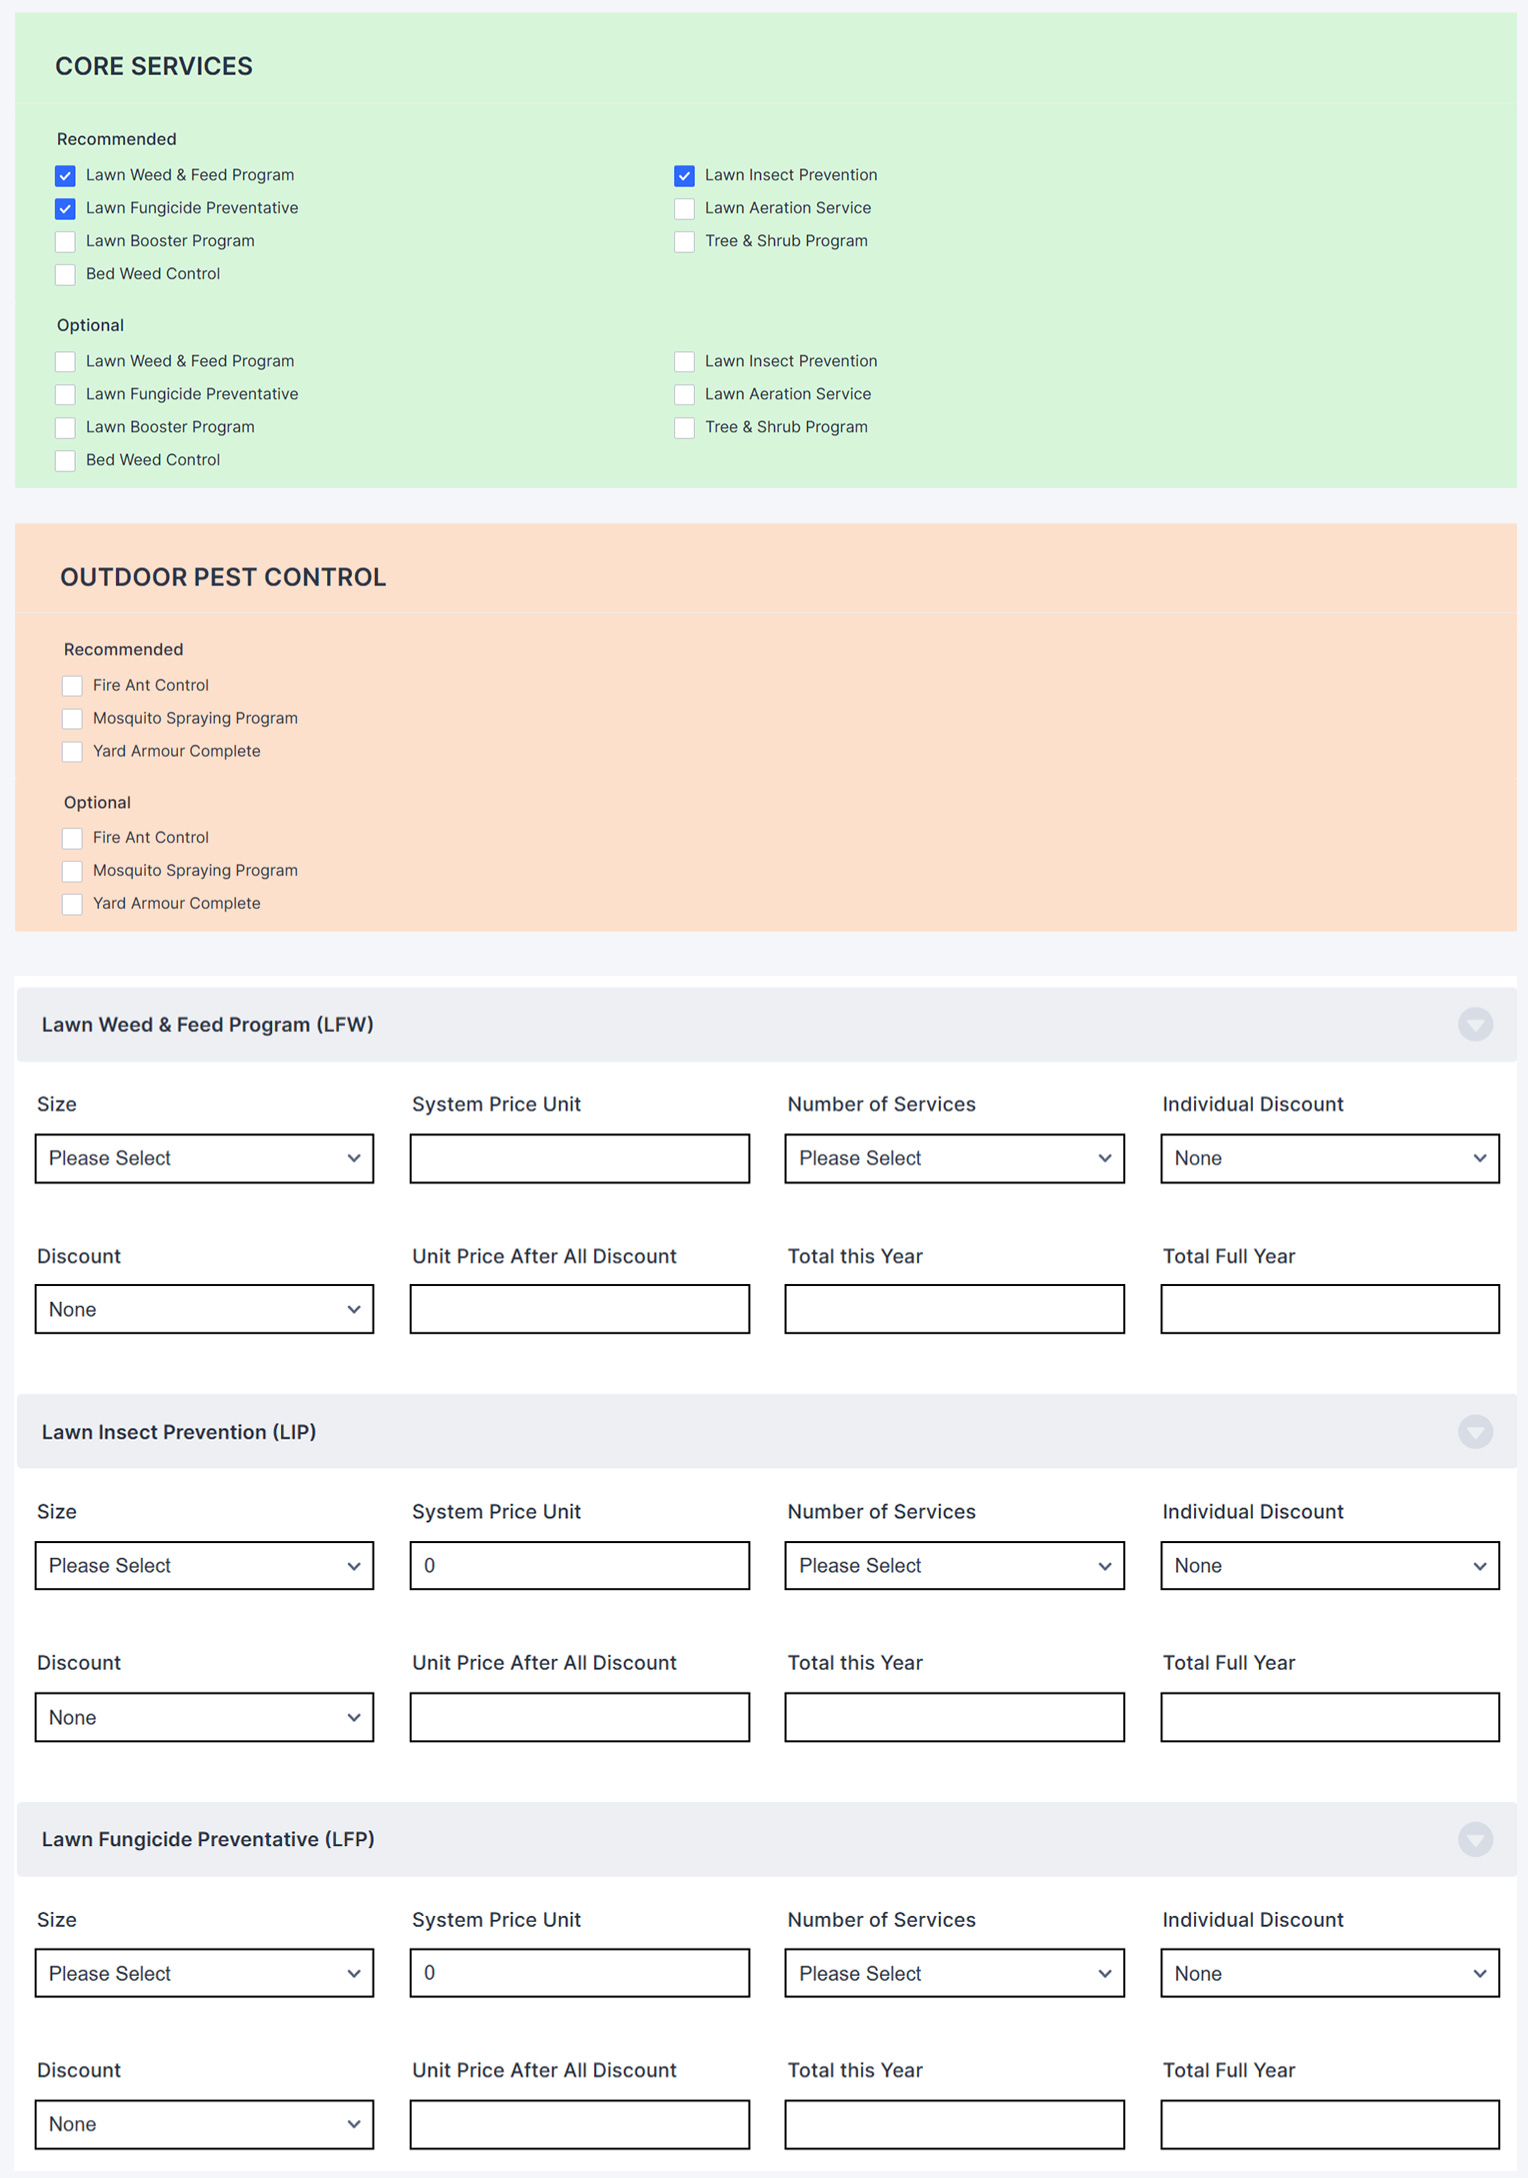 CORE SERVICES
Recommended
Lawn Weed & Feed Program Lawn Insect Prevention
Lawn Fungicide Preventative Lawn Aeration Service
Lawn Booster Program Tree & Shrub Program
Bed Weed Control
Optional
Lawn Weed & Feed Program Lawn Insect Prevention
Lawn Fungicide Preventative Lawn Aeration Service
Lawn Booster Program Tree & Shrub Program
Bed Weed Control
OUTDOOR PEST CONTROL
Recommended
Fire Ant Control
Mosquito Spraying Program
Yard Armour Complete
Optional
Fire Ant Control
Mosquito Spraying Program
Yard Armour Complete
Lawn Weed & Feed Program (LFW)
Size System Price Unit Number of Services Individual Discount
Please Select Please Select None
Discount Unit Price After All Discount Total this Year Total Full Year
None
Lawn Insect Prevention (LIP)
Size System Price Unit Number of Services Individual Discount
Please Select 0 Please Select None
Discount Unit Price After All Discount Total this Year Total Full Year
None
Lawn Fungicide Preventative (LFP)
Size System Price Unit Number of Services Individual Discount
Please Select 0 Please Select None
Discount Unit Price After All Discount Total this Year Total Full Year
None